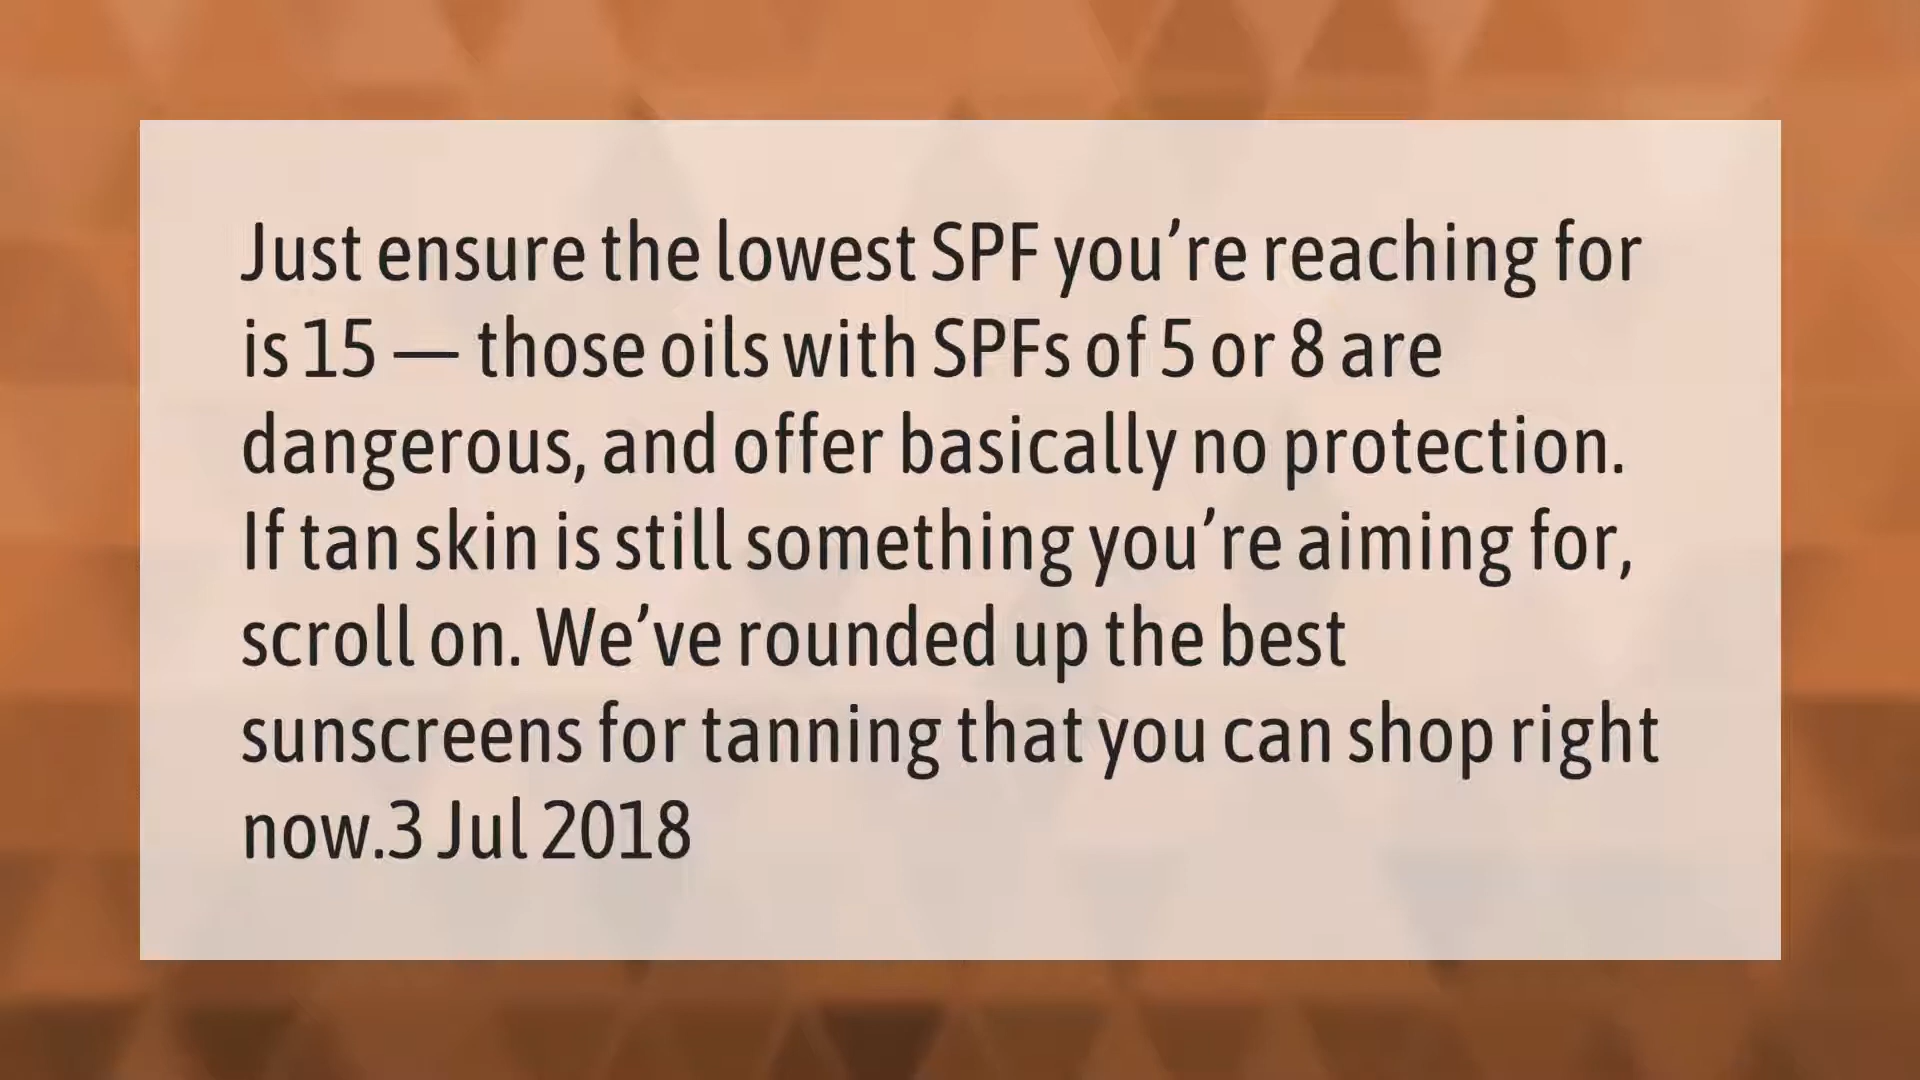 Just ensure the lowest SPF you’re reaching for
is 15 — those oils with SPFs of 5 or 8 are
dangerous, and offer basically no protection.
If tan skin is still something you’re aiming for,
scroll on. We’ve rounded up the best
sunscreens for tanning that you can shop right
now.3 Jul 2018